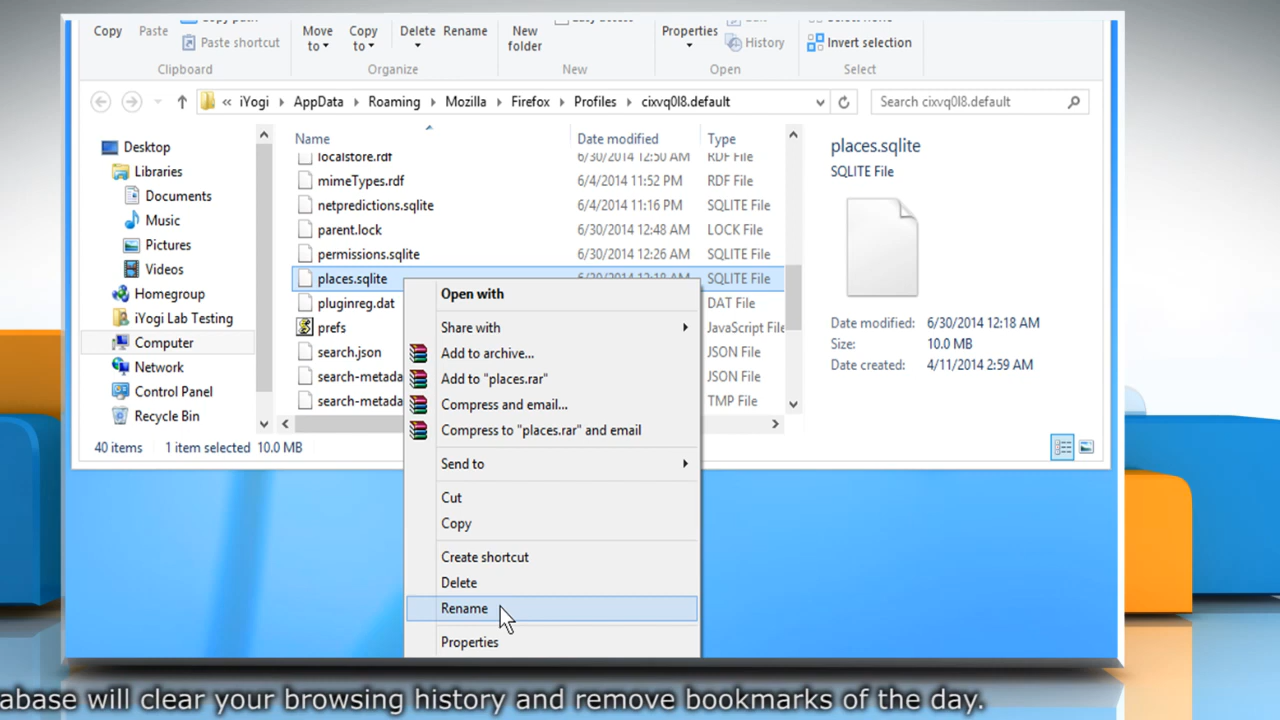 Copy Paste
Paste shortcut
Move to
Copy to
Delete
Rename
New folder
Properties
History
Invert selection
Clipboard
Organize
New
Open
Select
« iYogi AppData Roaming Mozilla Firefox Profiles cixvq0l8.default
Search cixvq0l8.default
Desktop
Libraries
Documents
Music
Pictures
Videos
Homegroup
iYogi Lab Testing
Computer
Network
Control Panel
Recycle Bin
Name Date modified Type
localstore.rdf 6/30/2014 12:50 AM RDF File
mimeTypes.rdf 6/4/2014 11:52 PM RDF File
netpredictions.sqlite 6/4/2014 11:16 PM SQLITE File
parent.lock 6/30/2014 12:48 AM LOCK File
permissions.sqlite 6/30/2014 12:26 AM SQLITE File
places.sqlite 6/30/2014 12:18 AM SQLITE File
pluginreg.dat DAT File
prefs JavaScript File
search.json JSON File
search-metada JSON File
search-metada TMP File
Open with
Share with
Add to archive...
Add to "places.rar"
Compress and email...
Compress to "places.rar" and email
Send to
Cut
Copy
Create shortcut
Delete
Rename
Properties
places.sqlite
SQLITE File
Date modified: 6/30/2014 12:18 AM
Size: 10.0 MB
Date created: 4/11/2014 2:59 AM
40 items 1 item selected 10.0 MB
abase will clear your browsing history and remove bookmarks of the day.